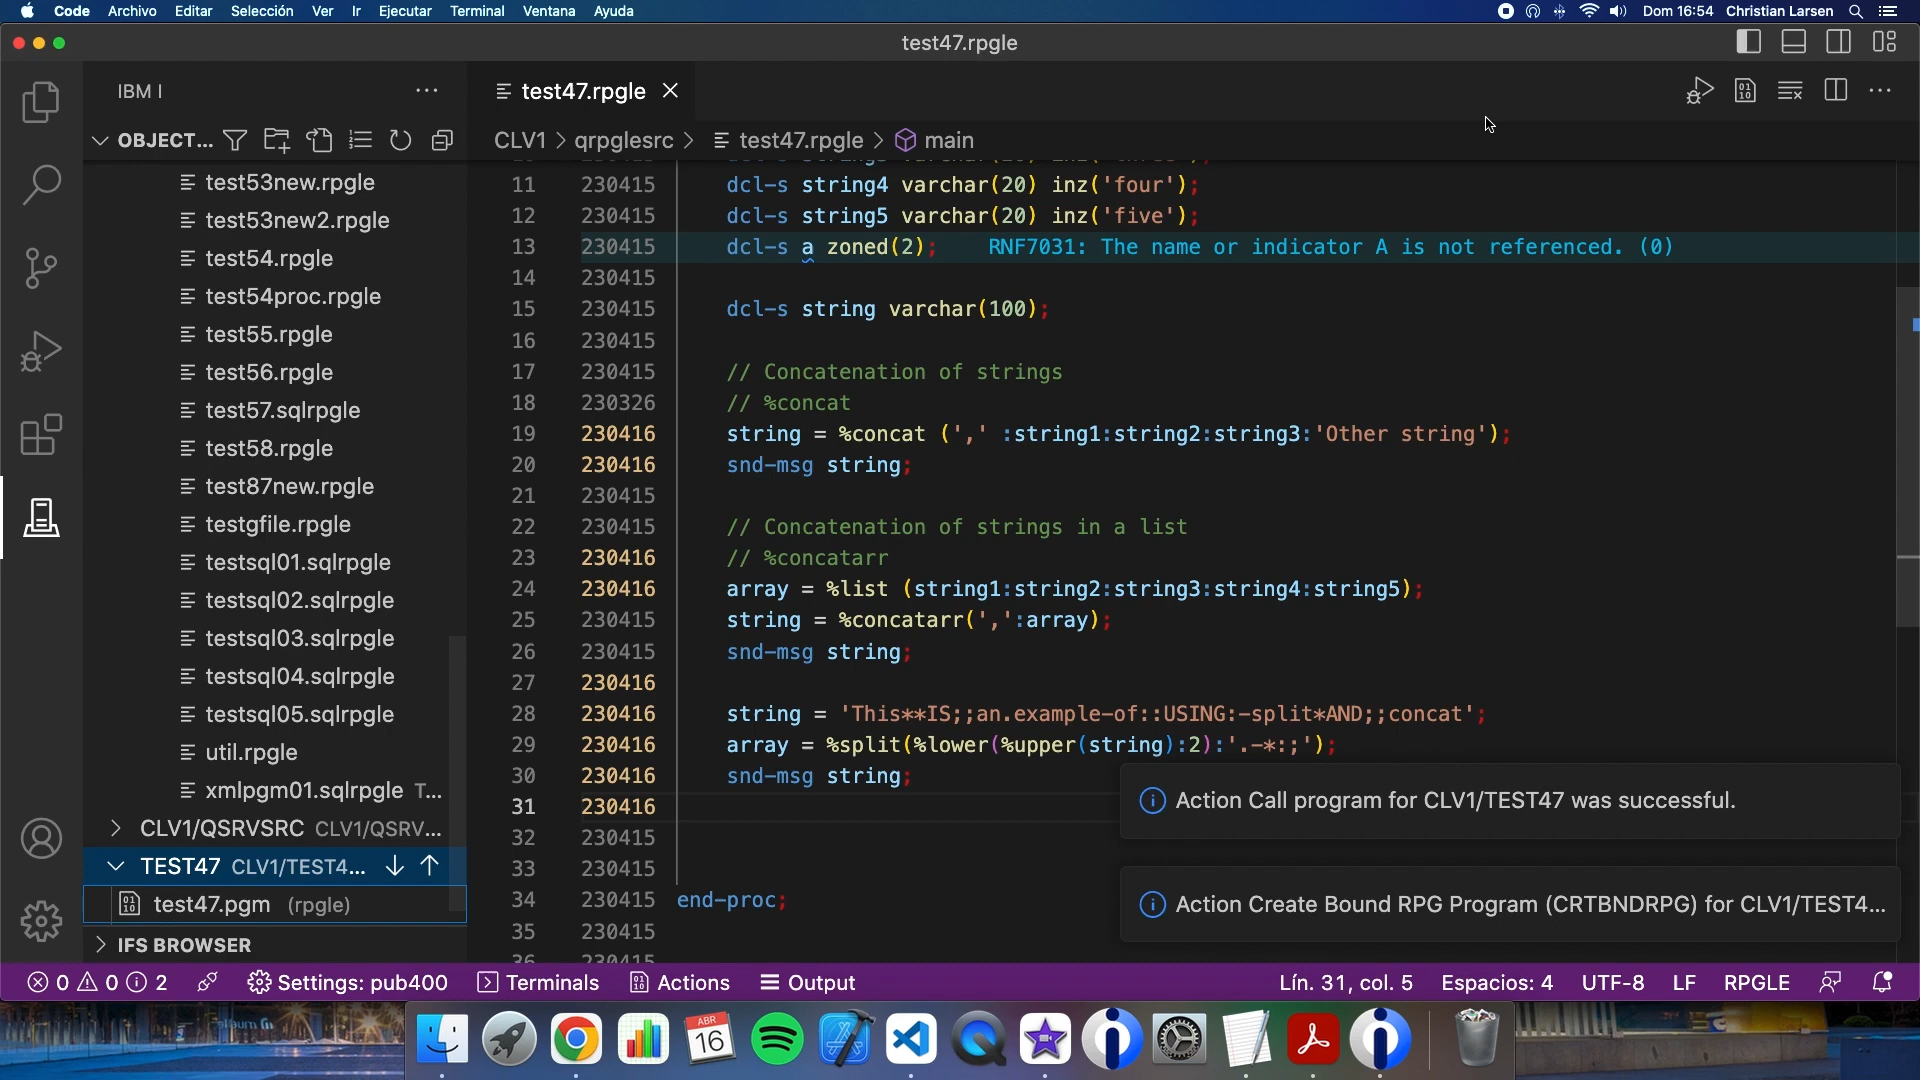 Code Archivo Editar Selección Ver Ir Ejecutar Terminal Ventana Ayuda Dom 16:54 Christian Larsen
test47.rpgle
IBM I
test47.rpgle
OBJECT...
CLV1 > qrpglesrc > test47.rpgle > main
test53new.rpgle
test53new2.rpgle
test54.rpgle
test54proc.rpgle
test55.rpgle
test56.rpgle
test57.sqlrpgle
test58.rpgle
test87new.rpgle
testgfile.rpgle
testsql01.sqlrpgle
testsql02.sqlrpgle
testsql03.sqlrpgle
testsql04.sqlrpgle
testsql05.sqlrpgle
util.rpgle
xmlpgm01.sqlrpgle T...
CLV1/QSRVSRC CLV1/QSRV...
TEST47 CLV1/TEST4...
test47.pgm (rpgle)
IFS BROWSER
11 230415 dcl-s string4 varchar(20) inz('four');
12 230415 dcl-s string5 varchar(20) inz('five');
13 230415 dcl-s a zoned(2); RNF7031: The name or indicator A is not referenced. (0)
14 230415
15 230415 dcl-s string varchar(100);
16 230415
17 230415 // Concatenation of strings
18 230326 // %concat
19 230416 string = %concat (',' :string1:string2:string3:'Other string');
20 230416 snd-msg string;
21 230415
22 230415 // Concatenation of strings in a list
23 230416 // %concatarr
24 230416 array = %list (string1:string2:string3:string4:string5);
25 230415 string = %concatarr(',':array);
26 230415 snd-msg string;
27 230416
28 230416 string = 'This**IS;;an.example-of::USING:-split*AND;;concat';
29 230416 array = %split(%lower(%upper(string):2):'.-*:;');
30 230416 snd-msg string;
31 230416
32 230415
33 230415
34 230415 end-proc;
35 230415
36 230415
Action Call program for CLV1/TEST47 was successful.
Action Create Bound RPG Program (CRTBNDRPG) for CLV1/TEST4...
0 0 2 Settings: pub400 Terminals Actions Output Lín. 31, col. 5 Espacios: 4 UTF-8 LF RPGLE
ABR
16